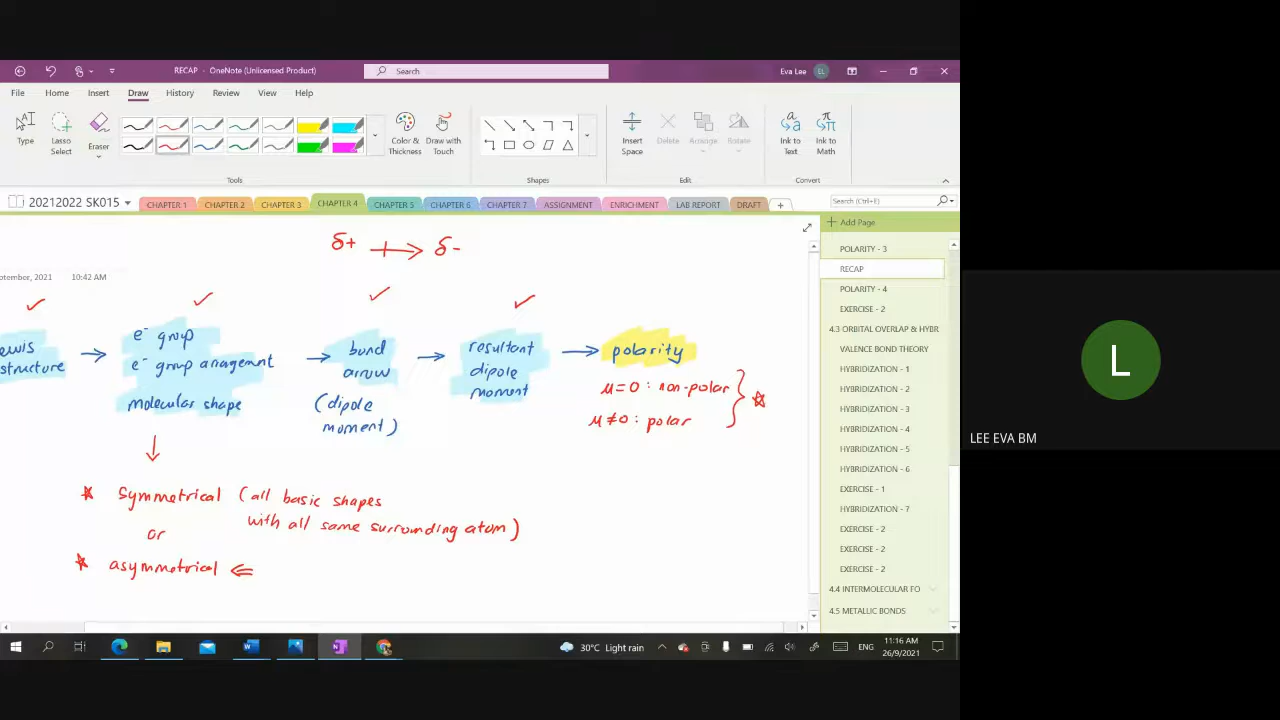 RECAP - OneNote (Unlicensed Product)
Search
Eva Lee
EL
File
Home
Insert
Draw
History
Review
View
Help
Type
Lasso
Select
Eraser
Color &
Thickness
Draw with
Touch
Insert
Space
Delete
Arrange
Rotate
Ink to
Text
Ink to
Math
Tools
Shapes
Edit
Convert
20212022 SK015
CHAPTER 1
CHAPTER 2
CHAPTER 3
CHAPTER 4
CHAPTER 5
CHAPTER 6
CHAPTER 7
ASSIGNMENT
ENRICHMENT
LAB REPORT
DRAFT
Search (Ctrl+E)
Add Page
δ+ δ-
ptember, 2021 10:42 AM
ewis
structure
e⁻ group
e⁻ group arragement
molecular shape
bond
arrow
(dipole
moment)
resultant
dipole
moment
polarity
μ=0 : non-polar
μ≠0 : polar
symmetrical (all basic shapes
with all same surrounding atom)
or
asymmetrical
POLARITY - 3
RECAP
POLARITY - 4
EXERCISE - 2
4.3 ORBITAL OVERLAP & HYBR
VALENCE BOND THEORY
HYBRIDIZATION - 1
HYBRIDIZATION - 2
HYBRIDIZATION - 3
HYBRIDIZATION - 4
HYBRIDIZATION - 5
HYBRIDIZATION - 6
EXERCISE - 1
HYBRIDIZATION - 7
EXERCISE - 2
EXERCISE - 2
EXERCISE - 2
4.4 INTERMOLECULAR FO
4.5 METALLIC BONDS
30°C Light rain
ENG
11:16 AM
26/9/2021
L
LEE EVA BM